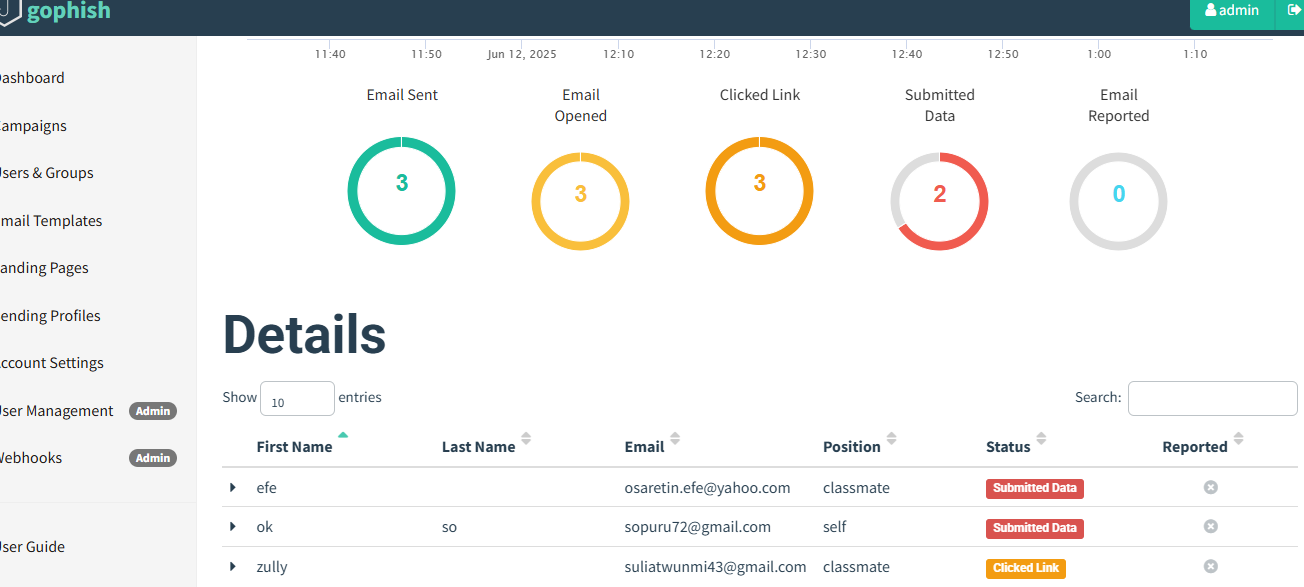 gophish
admin
11:40 11:50 Jun 12, 2025 12:10 12:20 12:30 12:40 12:50 1:00 1:10
Email Sent
Email
Opened
Clicked Link
Submitted
Data
Email
Reported
3
3
3
2
0
ashboard
ampaigns
sers & Groups
mail Templates
anding Pages
ending Profiles
ccount Settings
ser Management Admin
ebhooks Admin
ser Guide
Details
Show 10 entries
Search:
First Name Last Name Email Position Status Reported
efe osaretin.efe@yahoo.com classmate Submitted Data
ok so sopuru72@gmail.com self Submitted Data
zully suliatwunmi43@gmail.com classmate Clicked Link